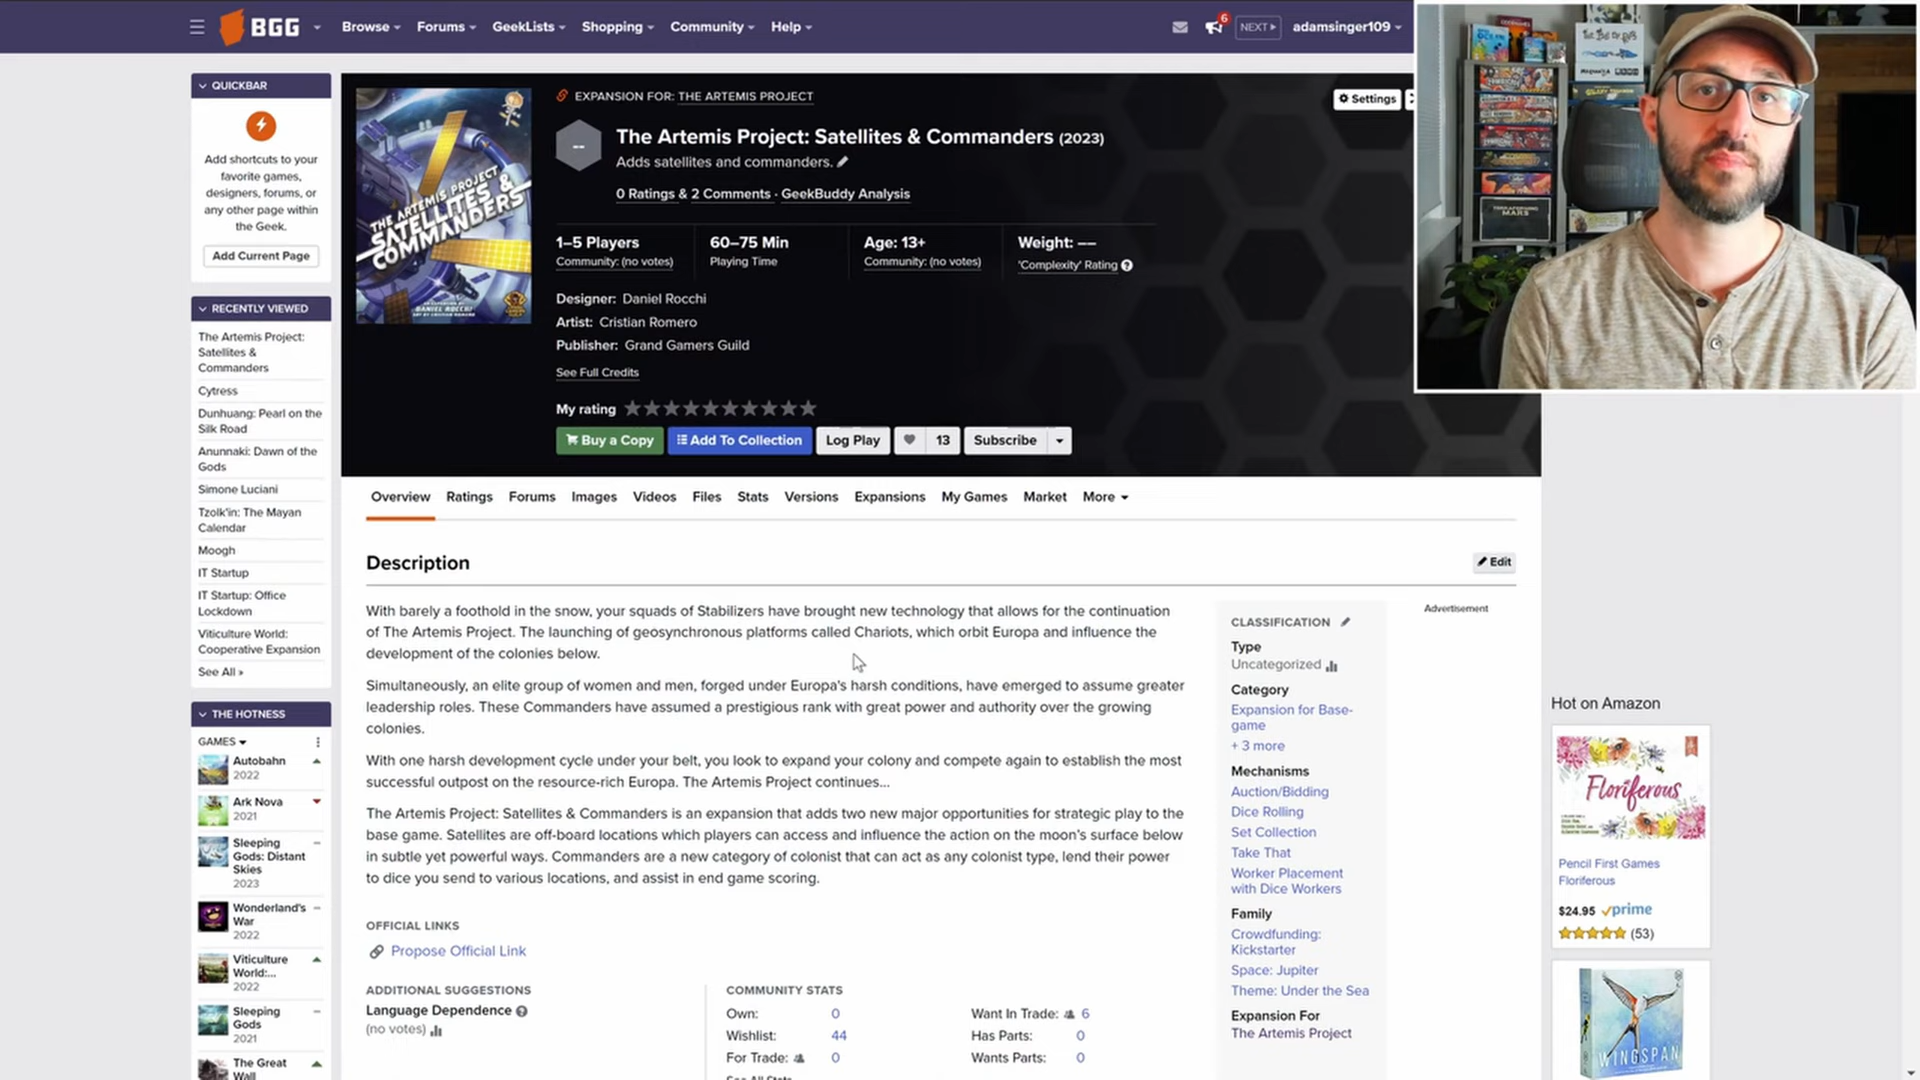 BGG
Browse
Forums
GeekLists
Shopping
Community
Help
6
NEXT
adamsinger109
QUICKBAR
Add shortcuts to your
favorite games,
designers, forums, or
any other page within
the Geek.
Add Current Page
RECENTLY VIEWED
The Artemis Project:
Satellites &
Commanders
Cytress
Dunhuang: Pearl on the
Silk Road
Anunnaki: Dawn of the
Gods
Simone Luciani
Tzolk'in: The Mayan
Calendar
Moogh
IT Startup
IT Startup: Office
Lockdown
Viticulture World:
Cooperative Expansion
See All »
THE HOTNESS
GAMES
Autobahn
2022
Ark Nova
2021
Sleeping
Gods: Distant
Skies
2023
Wonderland's
War
2022
Viticulture
World:...
2022
Sleeping
Gods
2021
The Great
Wall
THE ARTEMIS PROJECT
SATELLITES &
COMMANDERS
AN EXPANSION BY
DANIEL ROCCHI
ART BY CRISTIAN ROMERO
EXPANSION FOR: THE ARTEMIS PROJECT
Settings
--
The Artemis Project: Satellites & Commanders (2023)
Adds satellites and commanders.
0 Ratings & 2 Comments · GeekBuddy Analysis
1–5 Players
Community: (no votes)
60–75 Min
Playing Time
Age: 13+
Community: (no votes)
Weight: --
'Complexity' Rating
Designer: Daniel Rocchi
Artist: Cristian Romero
Publisher: Grand Gamers Guild
See Full Credits
My rating
Buy a Copy
Add To Collection
Log Play
13
Subscribe
Overview
Ratings
Forums
Images
Videos
Files
Stats
Versions
Expansions
My Games
Market
More
Description
Edit
With barely a foothold in the snow, your squads of Stabilizers have brought new technology that allows for the continuation
of The Artemis Project. The launching of geosynchronous platforms called Chariots, which orbit Europa and influence the
development of the colonies below.
Simultaneously, an elite group of women and men, forged under Europa's harsh conditions, have emerged to assume greater
leadership roles. These Commanders have assumed a prestigious rank with great power and authority over the growing
colonies.
With one harsh development cycle under your belt, you look to expand your colony and compete again to establish the most
successful outpost on the resource-rich Europa. The Artemis Project continues...
The Artemis Project: Satellites & Commanders is an expansion that adds two new major opportunities for strategic play to the
base game. Satellites are off-board locations which players can access and influence the action on the moon's surface below
in subtle yet powerful ways. Commanders are a new category of colonist that can act as any colonist type, lend their power
to dice you send to various locations, and assist in end game scoring.
OFFICIAL LINKS
Propose Official Link
ADDITIONAL SUGGESTIONS
Language Dependence
(no votes)
COMMUNITY STATS
Own: 0
Wishlist: 44
For Trade: 0
See All Stats
Want In Trade: 6
Has Parts: 0
Wants Parts: 0
CLASSIFICATION
Type
Uncategorized
Category
Expansion for Base-
game
+ 3 more
Mechanisms
Auction/Bidding
Dice Rolling
Set Collection
Take That
Worker Placement
with Dice Workers
Family
Crowdfunding:
Kickstarter
Space: Jupiter
Theme: Under the Sea
Expansion For
The Artemis Project
Advertisement
Hot on Amazon
Floriferous
Pencil First Games
Floriferous
$24.95 prime
(53)
WINGSPAN
TERRAFORMING
MARS